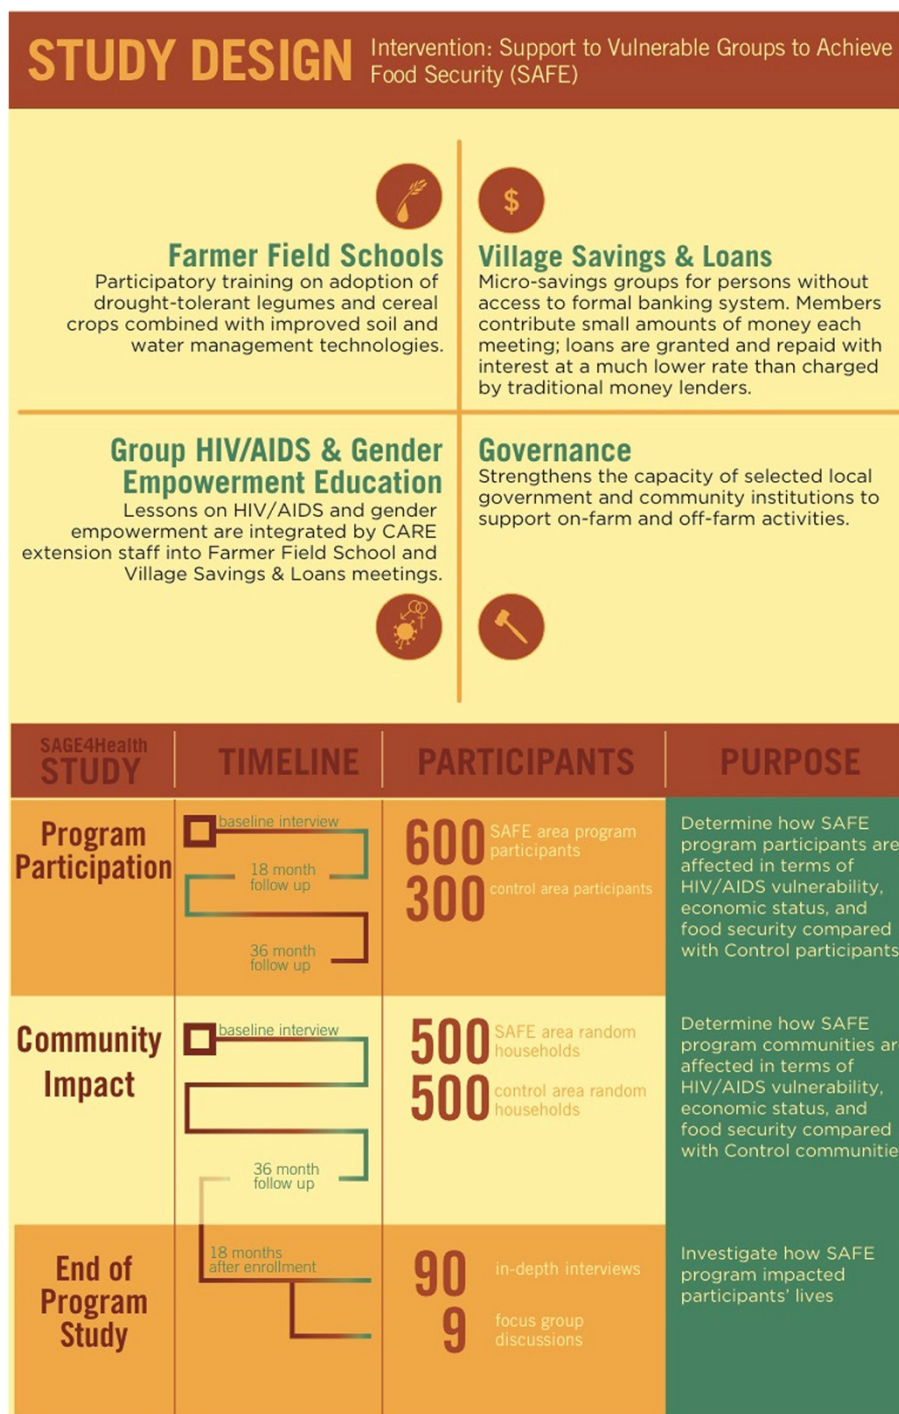 STUDY DESIGN
Intervention: Support to Vulnerable Groups to Achieve
Food Security (SAFE)
$
Farmer Field Schools
Participatory training on adoption of
drought-tolerant legumes and cereal
crops combined with improved soil and
water management technologies.
Village Savings & Loans
Micro-savings groups for persons without
access to formal banking system. Members
contribute small amounts of money each
meeting; loans are granted and repaid with
interest at a much lower rate than charged
by traditional money lenders.
Group HIV/AIDS & Gender
Empowerment Education
Lessons on HIV/AIDS and gender
empowerment are integrated by CARE
extension staff into Farmer Field School and
Village Savings & Loans meetings.
Governance
Strengthens the capacity of selected local
government and community institutions to
support on-farm and off-farm activities.
SAGE4Health
STUDY
TIMELINE
PARTICIPANTS
PURPOSE
Program
Participation
baseline interview
18 month
follow up
36 month
follow up
600
SAFE area program
participants
300
control area participants
Determine how SAFE
program participants are
affected in terms of
HIV/AIDS vulnerability,
economic status, and
food security compared
with Control participants
Community
Impact
baseline interview
36 month
follow up
500
SAFE area random
households
500
control area random
households
Determine how SAFE
program communities ar
affected in terms of
HIV/AIDS vulnerability,
economic status, and
food security compared
with Control communitie
End of
Program
Study
18 months
after enrollment
90
in-depth interviews
9
focus group
discussions
Investigate how SAFE
program impacted
participants' lives